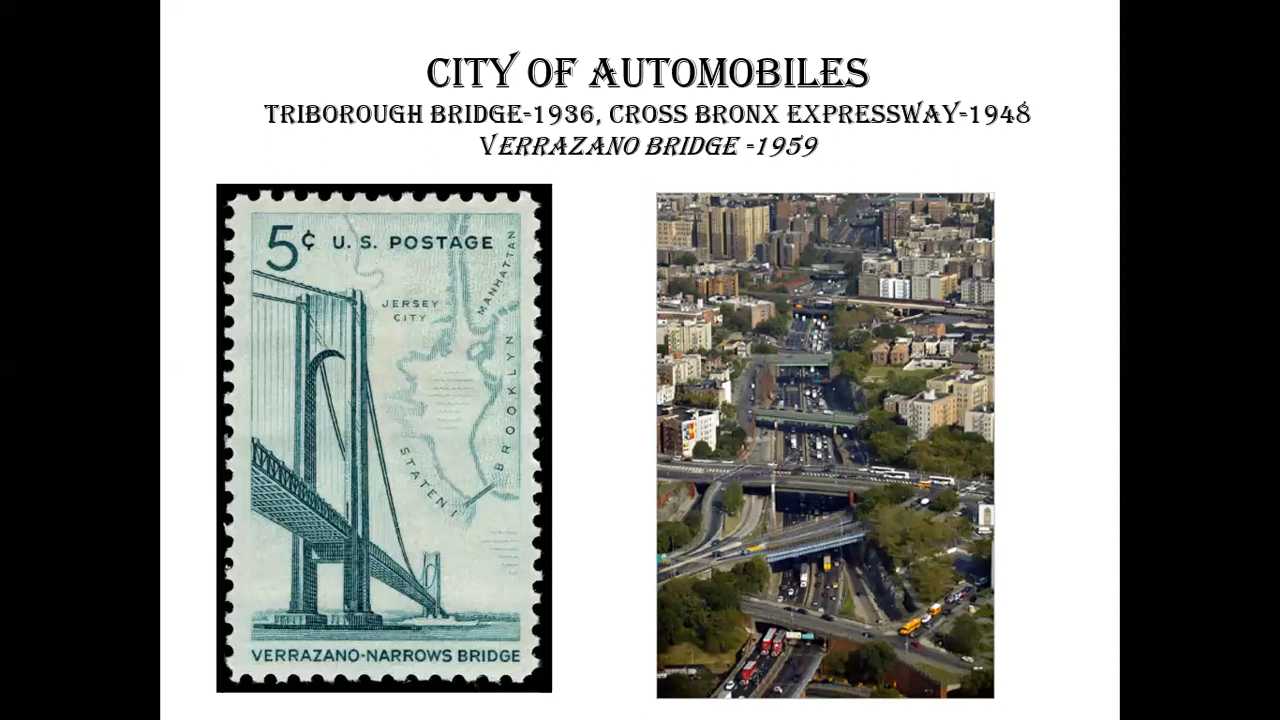 CITY OF AUTOMOBILES
TRIBOROUGH BRIDGE-1936, CROSS BRONX EXPRESSWAY-1948
VERRAZANO BRIDGE -1959
5¢ U. S. POSTAGE
MANHATTAN
JERSEY
CITY
BROOKLYN
STATEN I
VERRAZANO-NARROWS BRIDGE